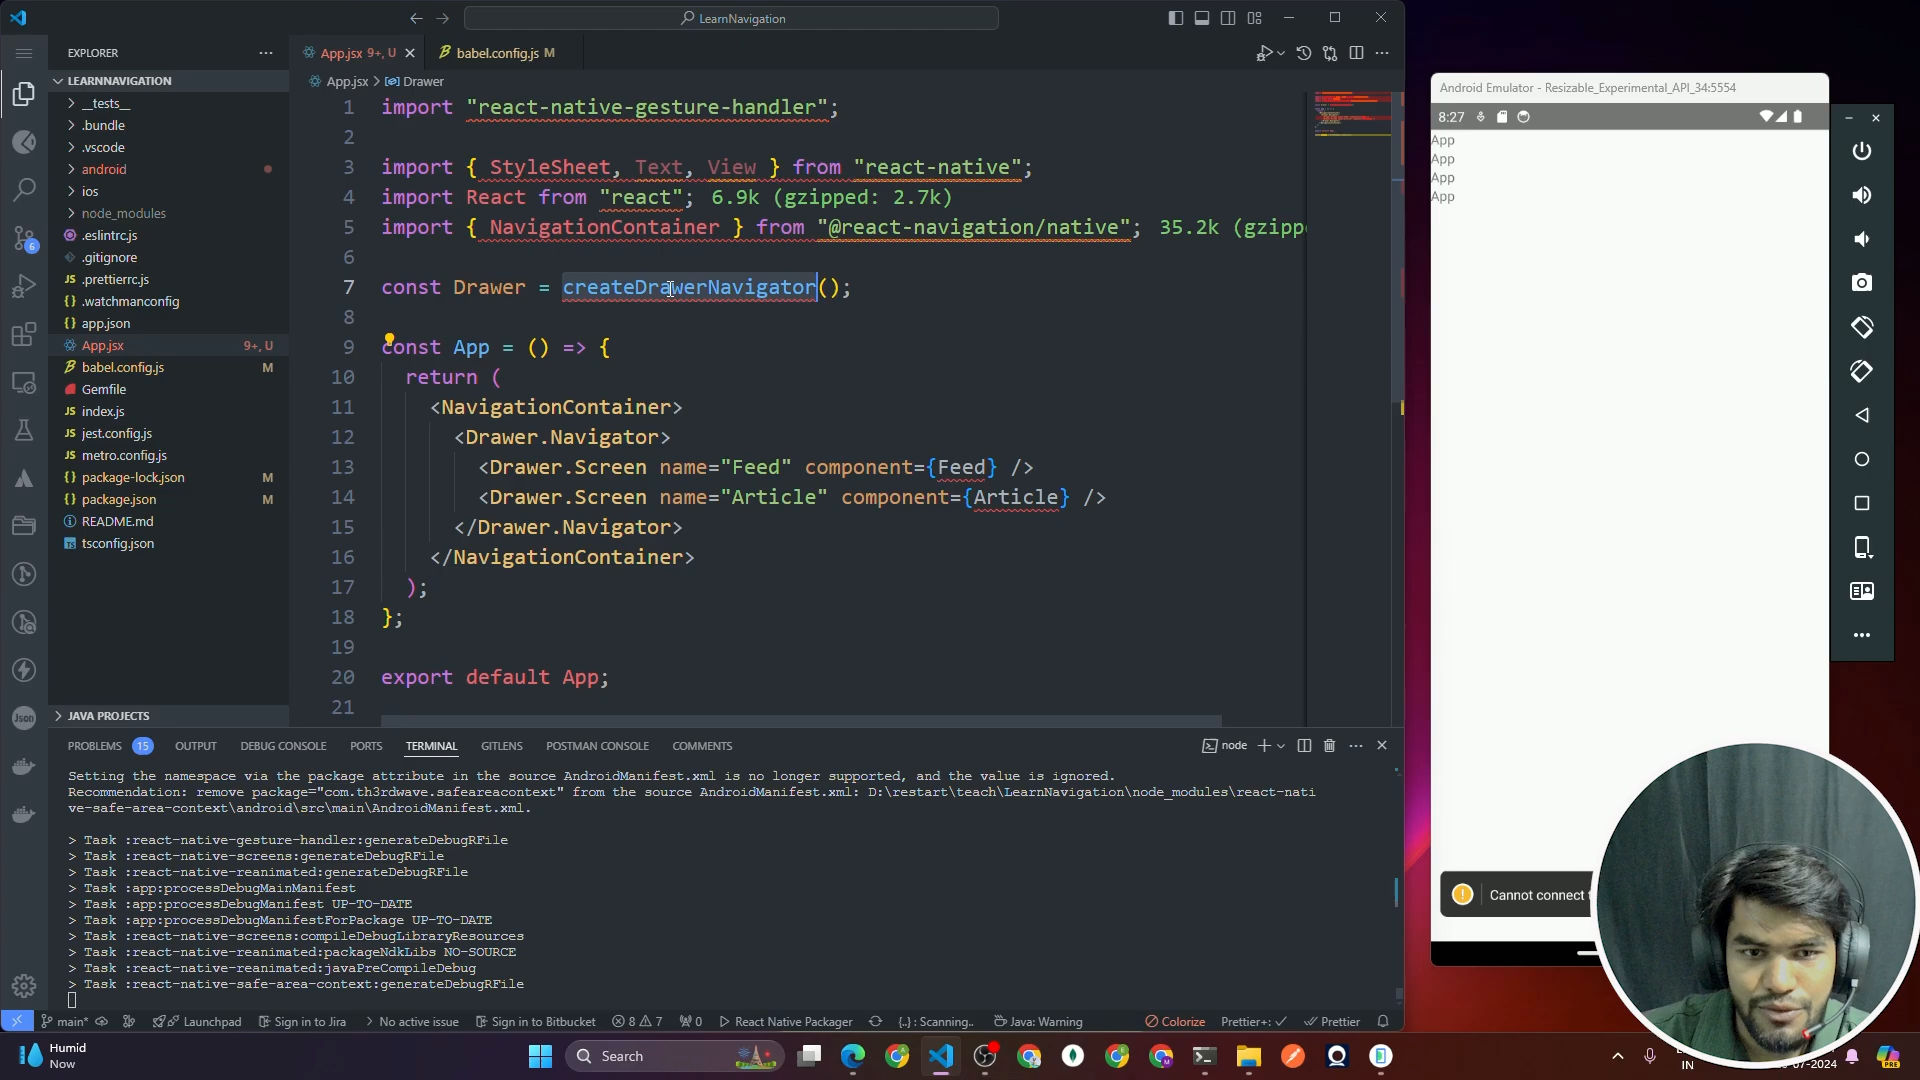 LearnNavigation
EXPLORER
LEARNNAVIGATION
__tests__
.bundle
.vscode
android
ios
node_modules
.eslintrc.js
.gitignore
.prettierrc.js
.watchmanconfig
app.json
App.jsx 9+, U
babel.config.js M
Gemfile
index.js
jest.config.js
metro.config.js
package-lock.json M
package.json M
README.md
tsconfig.json
JAVA PROJECTS
6
Json
App.jsx 9+, U
babel.config.js M
App.jsx > Drawer
1 import "react-native-gesture-handler";
2
3 import { StyleSheet, Text, View } from "react-native";
4 import React from "react"; 6.9k (gzipped: 2.7k)
5 import { NavigationContainer } from "@react-navigation/native"; 35.2k (gzipp
6
7 const Drawer = createDrawerNavigator();
8
9 const App = () => {
10 return (
11 <NavigationContainer>
12 <Drawer.Navigator>
13 <Drawer.Screen name="Feed" component={Feed} />
14 <Drawer.Screen name="Article" component={Article} />
15 </Drawer.Navigator>
16 </NavigationContainer>
17 );
18 };
19
20 export default App;
21
PROBLEMS 15 OUTPUT DEBUG CONSOLE PORTS TERMINAL GITLENS POSTMAN CONSOLE COMMENTS
node
Setting the namespace via the package attribute in the source AndroidManifest.xml is no longer supported, and the value is ignored.
Recommendation: remove package="com.th3rdwave.safeareacontext" from the source AndroidManifest.xml: D:\restart\teach\LearnNavigation\node_modules\react-nati
ve-safe-area-context\android\src\main\AndroidManifest.xml.
> Task :react-native-gesture-handler:generateDebugRFile
> Task :react-native-screens:generateDebugRFile
> Task :react-native-reanimated:generateDebugRFile
> Task :app:processDebugMainManifest
> Task :app:processDebugManifest UP-TO-DATE
> Task :app:processDebugManifestForPackage UP-TO-DATE
> Task :react-native-screens:compileDebugLibraryResources
> Task :react-native-reanimated:packageNdkLibs NO-SOURCE
> Task :react-native-reanimated:javaPreCompileDebug
> Task :react-native-safe-area-context:generateDebugRFile
main* Launchpad Sign in to Jira No active issue Sign in to Bitbucket 8 7 0 React Native Packager {..} : Scanning.. Java: Warning Colorize Prettier+: Prettier
Android Emulator - Resizable_Experimental_API_34:5554
8:27
App
App
App
App
Cannot connect
Humid
Now
Search
IN
-07-2024
PRE